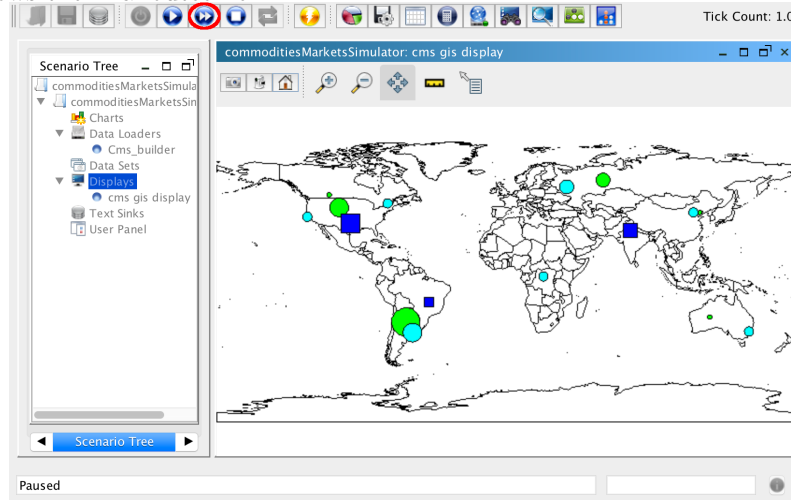 Tick Count: 1.0
commoditiesMarketsSimulator: cms gis display
Scenario Tree
commoditiesMarketsSimula
commoditiesMarketsSin
Charts
Data Loaders
Cms_builder
Data Sets
Displays
cms gis display
Text Sinks
User Panel
Scenario Tree
Paused